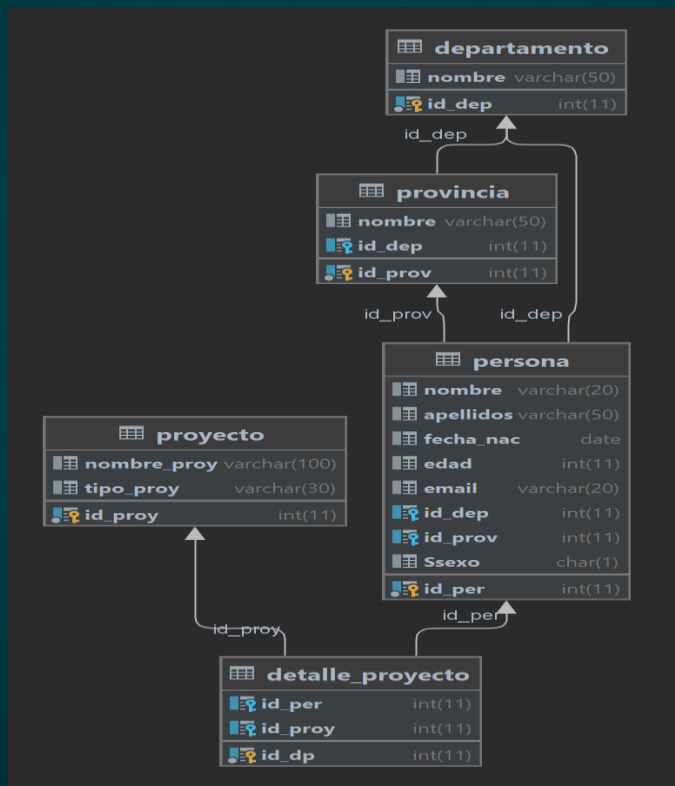 departamento
nombre varchar(50)
id_dep int(11)
id_dep
provincia
nombre varchar(50)
id_dep int(11)
id_prov int(11)
id_prov
id_dep
persona
nombre varchar(20)
apellidos varchar(50)
fecha_nac date
edad int(11)
email varchar(20)
id_dep int(11)
id_prov int(11)
Ssexo char(1)
id_per int(11)
proyecto
nombre_proy varchar(100)
tipo_proy varchar(30)
id_proy int(11)
id_per
id_proy
detalle_proyecto
id_per int(11)
id_proy int(11)
id_dp int(11)